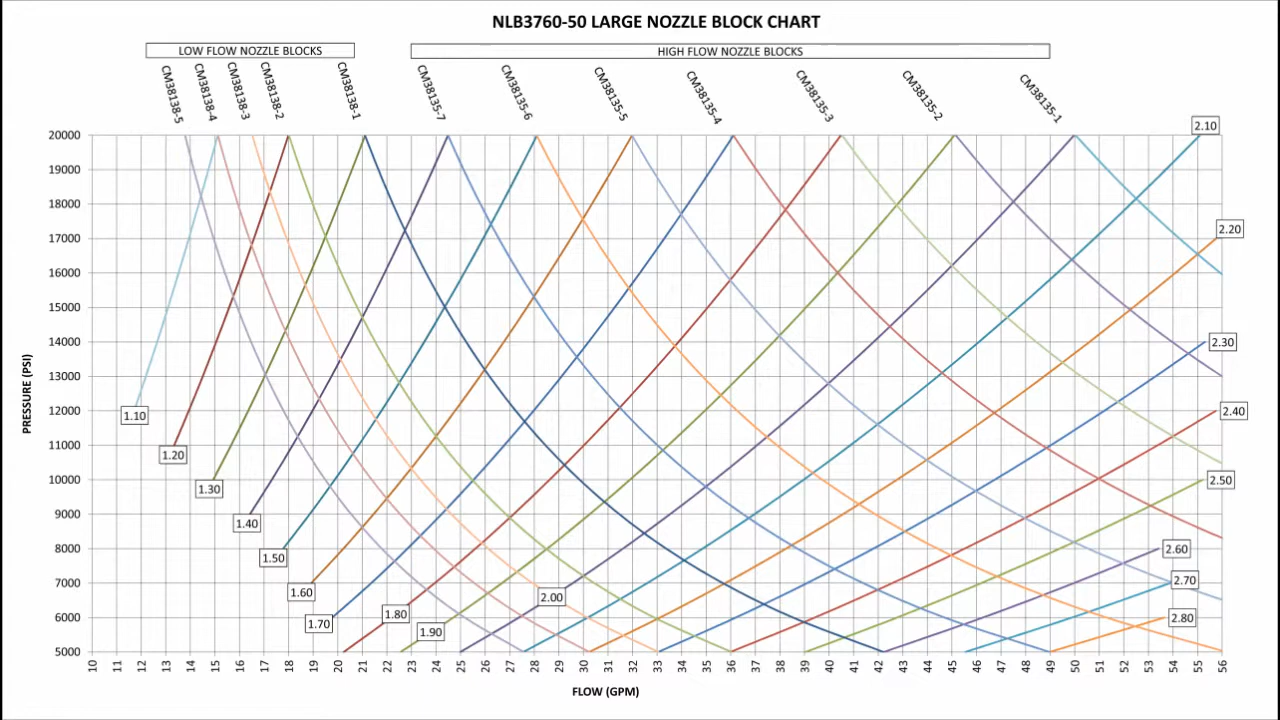 NLB3760-50 LARGE NOZZLE BLOCK CHART
LOW FLOW NOZZLE BLOCKS
HIGH FLOW NOZZLE BLOCKS
CM38138-5
CM38138-4
CM38138-3
CM38138-2
CM38138-1
CM38135-7
CM38135-6
CM38135-5
CM38135-4
CM38135-3
CM38135-2
CM38135-1
PRESSURE (PSI)
20000
19000
18000
17000
16000
15000
14000
13000
12000
11000
10000
9000
8000
7000
6000
5000
1.10
1.20
1.30
1.40
1.50
1.60
1.70
1.80
1.90
2.00
2.10
2.20
2.30
2.40
2.50
2.60
2.70
2.80
10 11 12 13 14 15 16 17 18 19 20 21 22 23 24 25 26 27 28 29 30 31 32 33 34 35 36 37 38 39 40 41 42 43 44 45 46 47 48 49 50 51 52 53 54 55 56
FLOW (GPM)